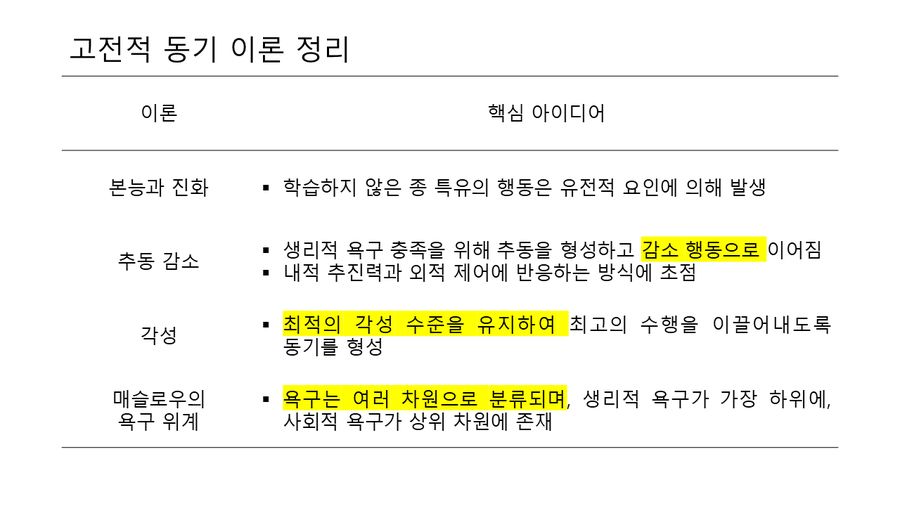 고전적 동기 이론 정리
이론
핵심 아이디어
본능과 진화
▪ 학습하지 않은 종 특유의 행동은 유전적 요인에 의해 발생
추동 감소
▪ 생리적 욕구 충족을 위해 추동을 형성하고 감소 행동으로 이어짐
▪ 내적 추진력과 외적 제어에 반응하는 방식에 초점
각성
▪ 최적의 각성 수준을 유지하여 최고의 수행을 이끌어내도록
동기를 형성
매슬로우의
욕구 위계
▪ 욕구는 여러 차원으로 분류되며, 생리적 욕구가 가장 하위에,
사회적 욕구가 상위 차원에 존재